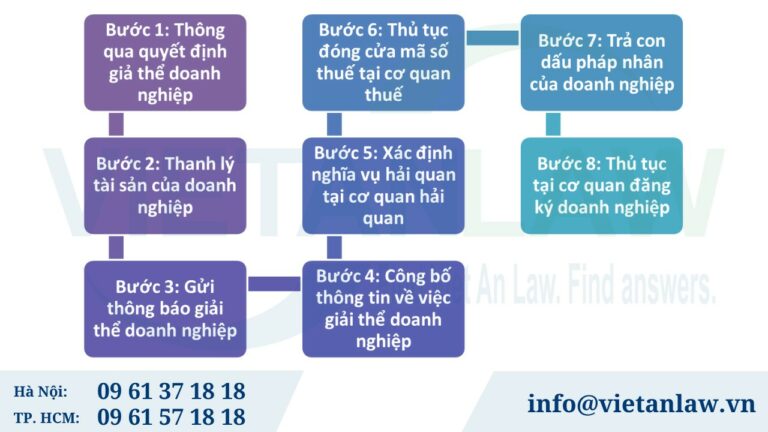 Bước 1: Thông
qua quyết định
giả thể doanh
nghiệp
Bước 2: Thanh lý
tài sản của doanh
nghiệp
Bước 3: Gửi
thông báo giải
thể doanh nghiệp
Bước 4: Công bố
thông tin về việc
giải thể doanh
nghiệp
Bước 5: Xác định
nghĩa vụ hải quan
tại cơ quan hải
quan
Bước 6: Thủ tục
đóng cửa mã số
thuế tại cơ quan
thuế
Bước 7: Trả con
dấu pháp nhân
của doanh nghiệp
Bước 8: Thủ tục
tại cơ quan đăng
ký doanh nghiệp
VIETANLAW
t An Law. Find answers.
Hà Nội: 09 61 37 18 18
TP. HCM: 09 61 57 18 18
info@vietanlaw.vn